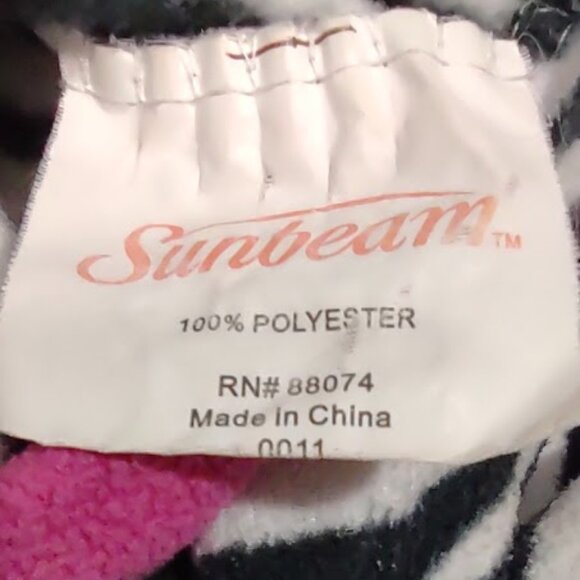 Sunbeam™
100% POLYESTER
RN# 88074
Made in China
0011